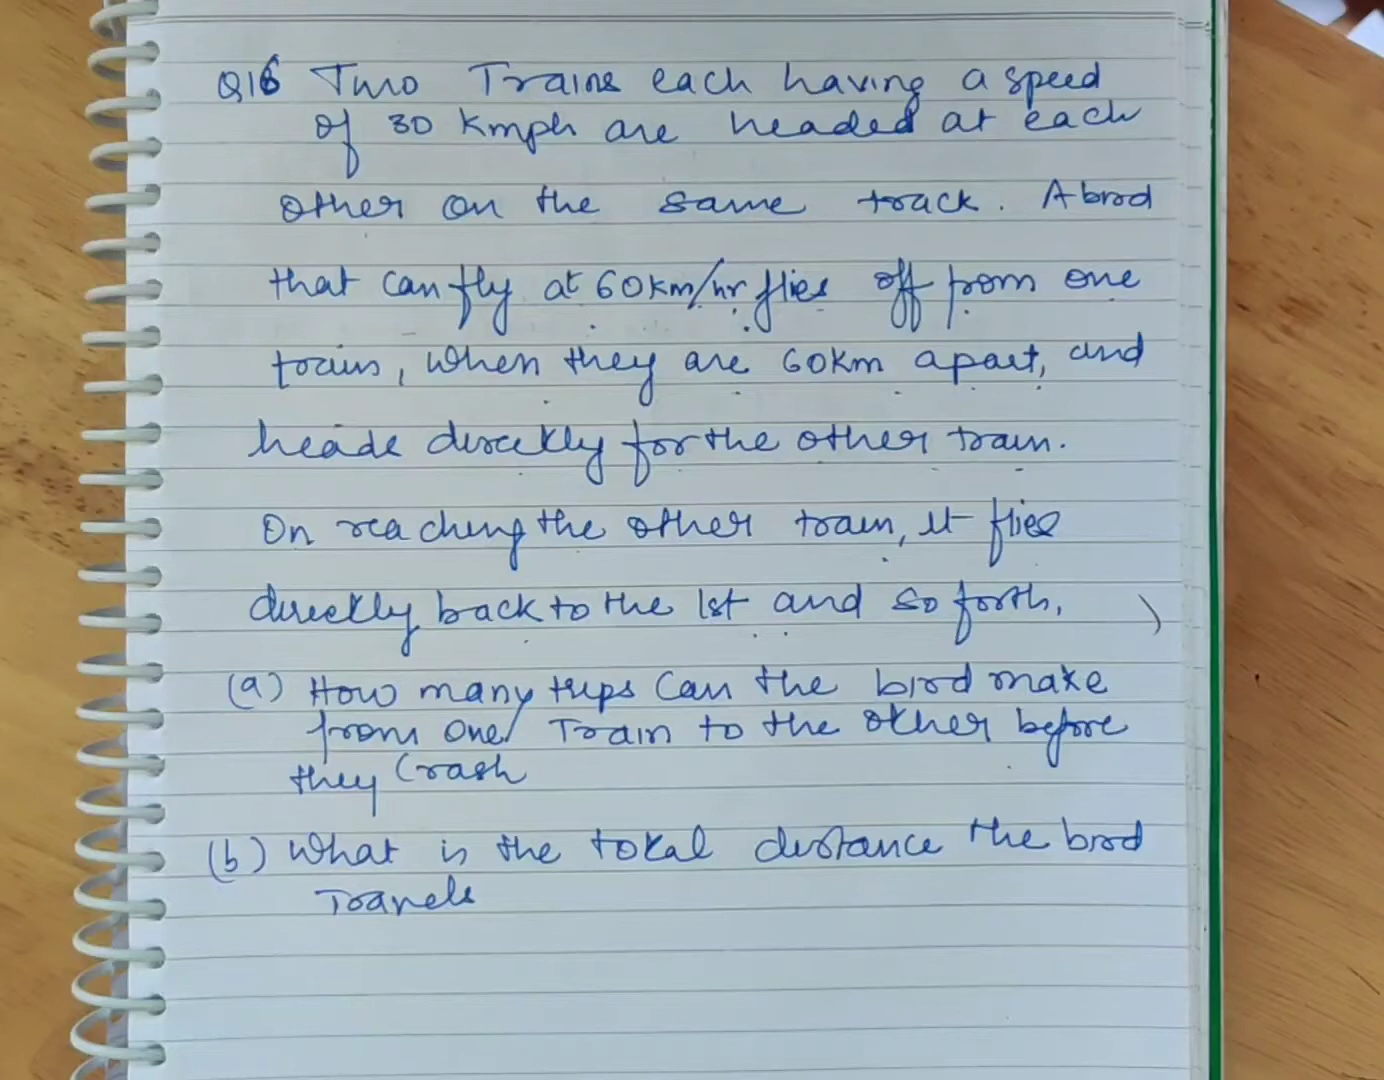 Q16 Two Trains each having a speed
of 30 kmph are headed at each
other on the same track. A bird
that can fly at 60km/hr flies off from one
train, when they are 60km apart, and
heads directly for the other train.
On reaching the other train, it flies
directly back to the 1st and so forth,
(a) How many trips can the bird make
from one Train to the other before
they Crash
(b) What is the total distance the bird
Travels